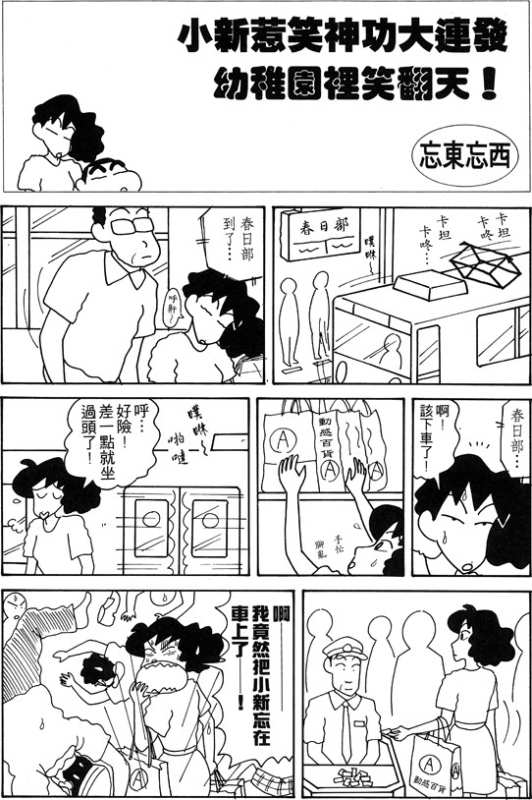 小新惹笑神功大連發
幼稚園裡笑翻天！
忘東忘西
卡坦
卡咚
卡坦
卡咚…
春日部
噗咻～
春日部
到了…
呼鼾～
春日部…
啊！
該下車了！
動感百貨
A
A
手忙
腳亂
噗咻～
啪噠
呼…
好險！
差一點就坐
過頭了！
A
動感百貨
啊——
我竟然把小新忘在
車上了——！
A